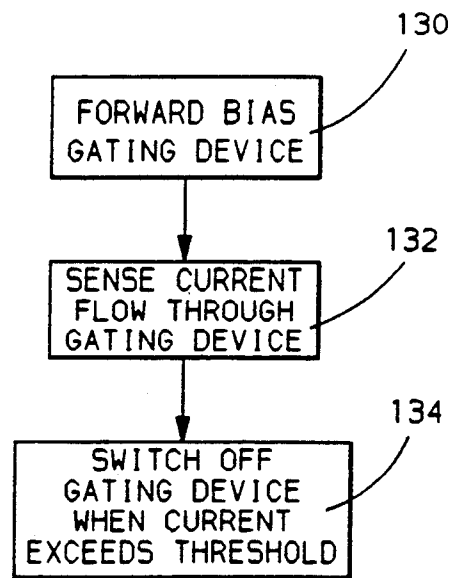 130
FORWARD BIAS
GATING DEVICE
132
SENSE CURRENT
FLOW THROUGH
GATING DEVICE
134
SWITCH OFF
GATING DEVICE
WHEN CURRENT
EXCEEDS THRESHOLD